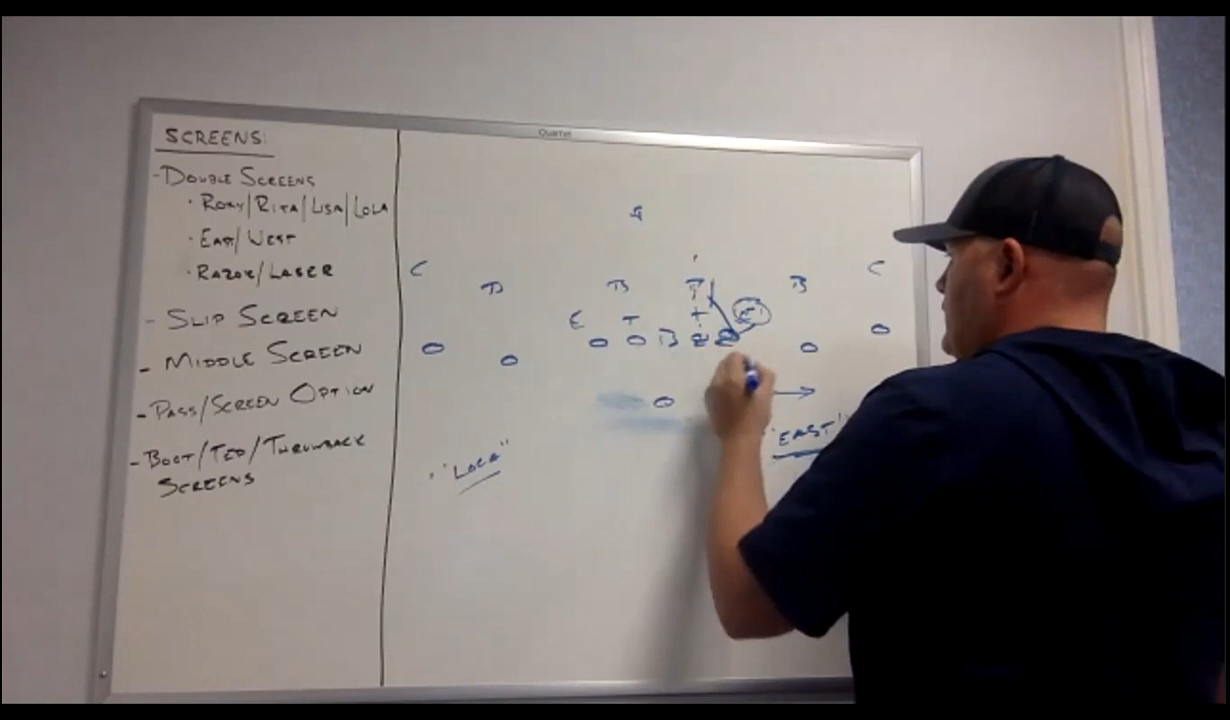 Quartet
SCREENS:
- DOUBLE SCREENS
· ROXY/RITA/LISA/LOLA
· EAST/WEST
· RAZOR/LASER
- SLIP SCREEN
- MIDDLE SCREEN
- PASS/SCREEN OPTION
- BOOT/TED/THROWBACK
SCREENS
C C
B B
E T
"LOLA"
"EAST"